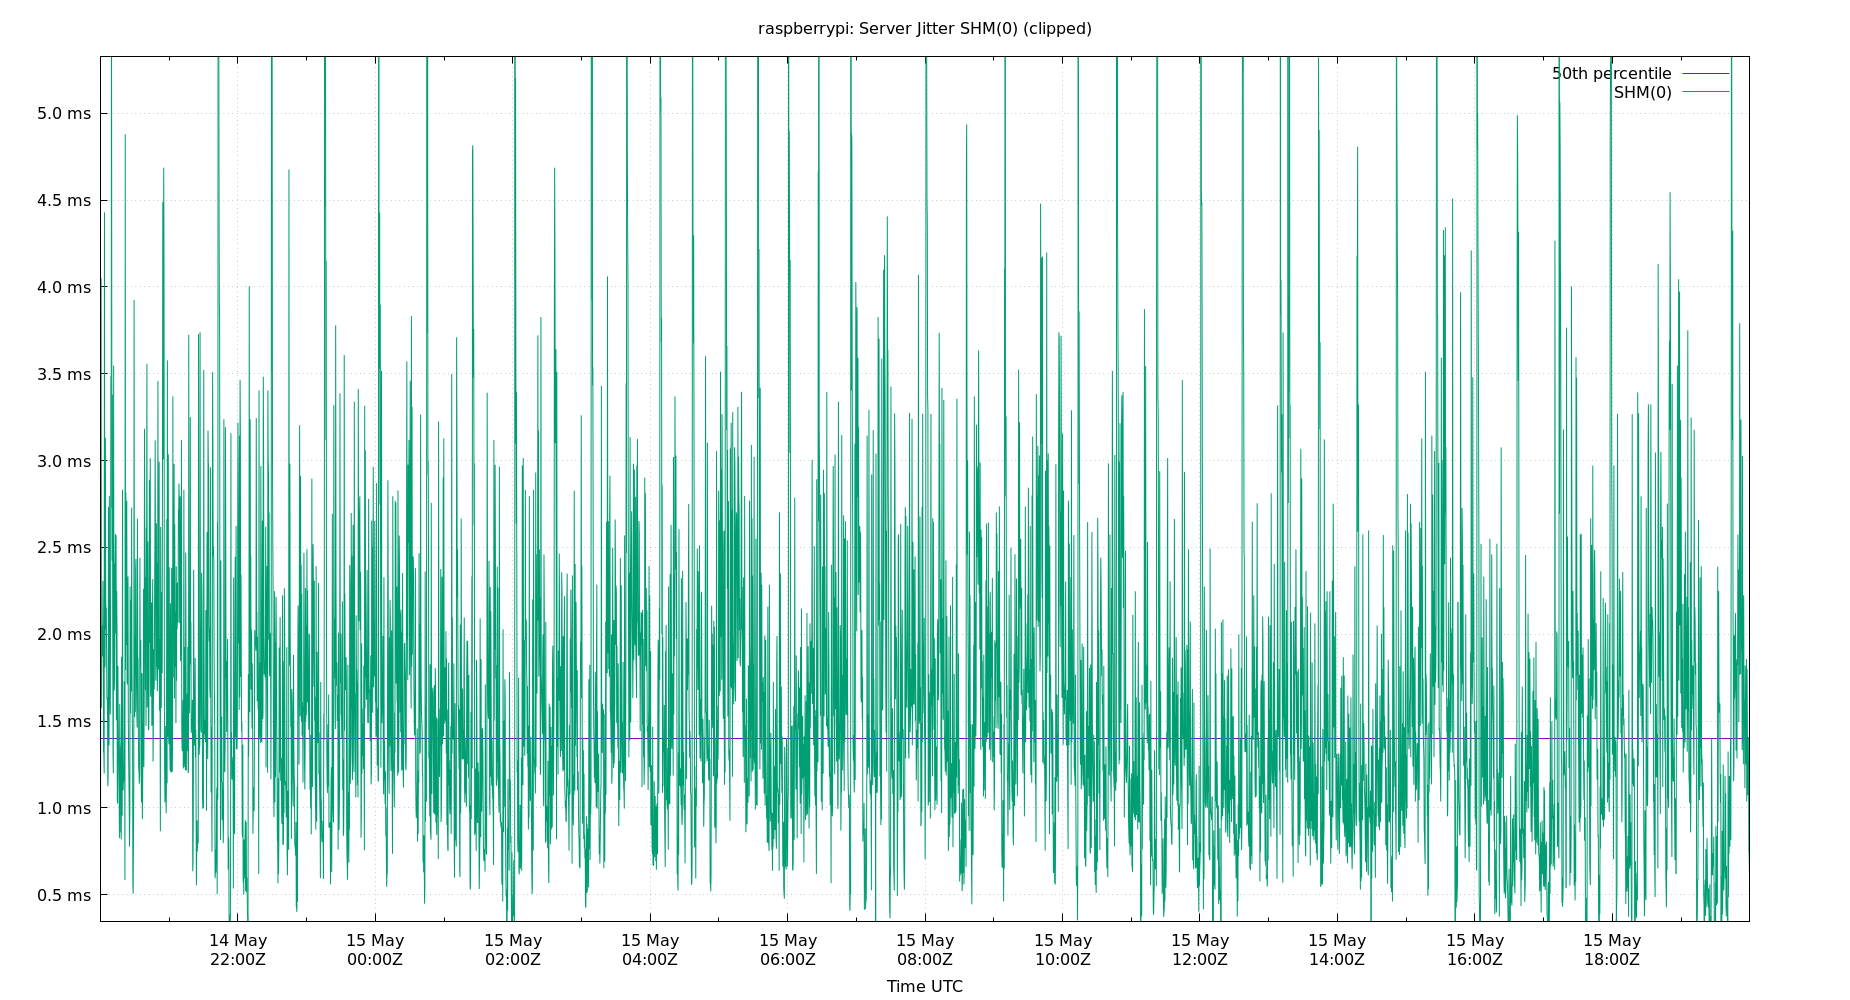 raspberrypi: Server Jitter SHM(0) (clipped)
50th percentile
SHM(0)
5.0 ms
4.5 ms
4.0 ms
3.5 ms
3.0 ms
2.5 ms
2.0 ms
1.5 ms
1.0 ms
0.5 ms
14 May 15 May 15 May 15 May 15 May 15 May 15 May 15 May 15 May 15 May 15 May
22:00Z 00:00Z 02:00Z 04:00Z 06:00Z 08:00Z 10:00Z 12:00Z 14:00Z 16:00Z 18:00Z
Time UTC